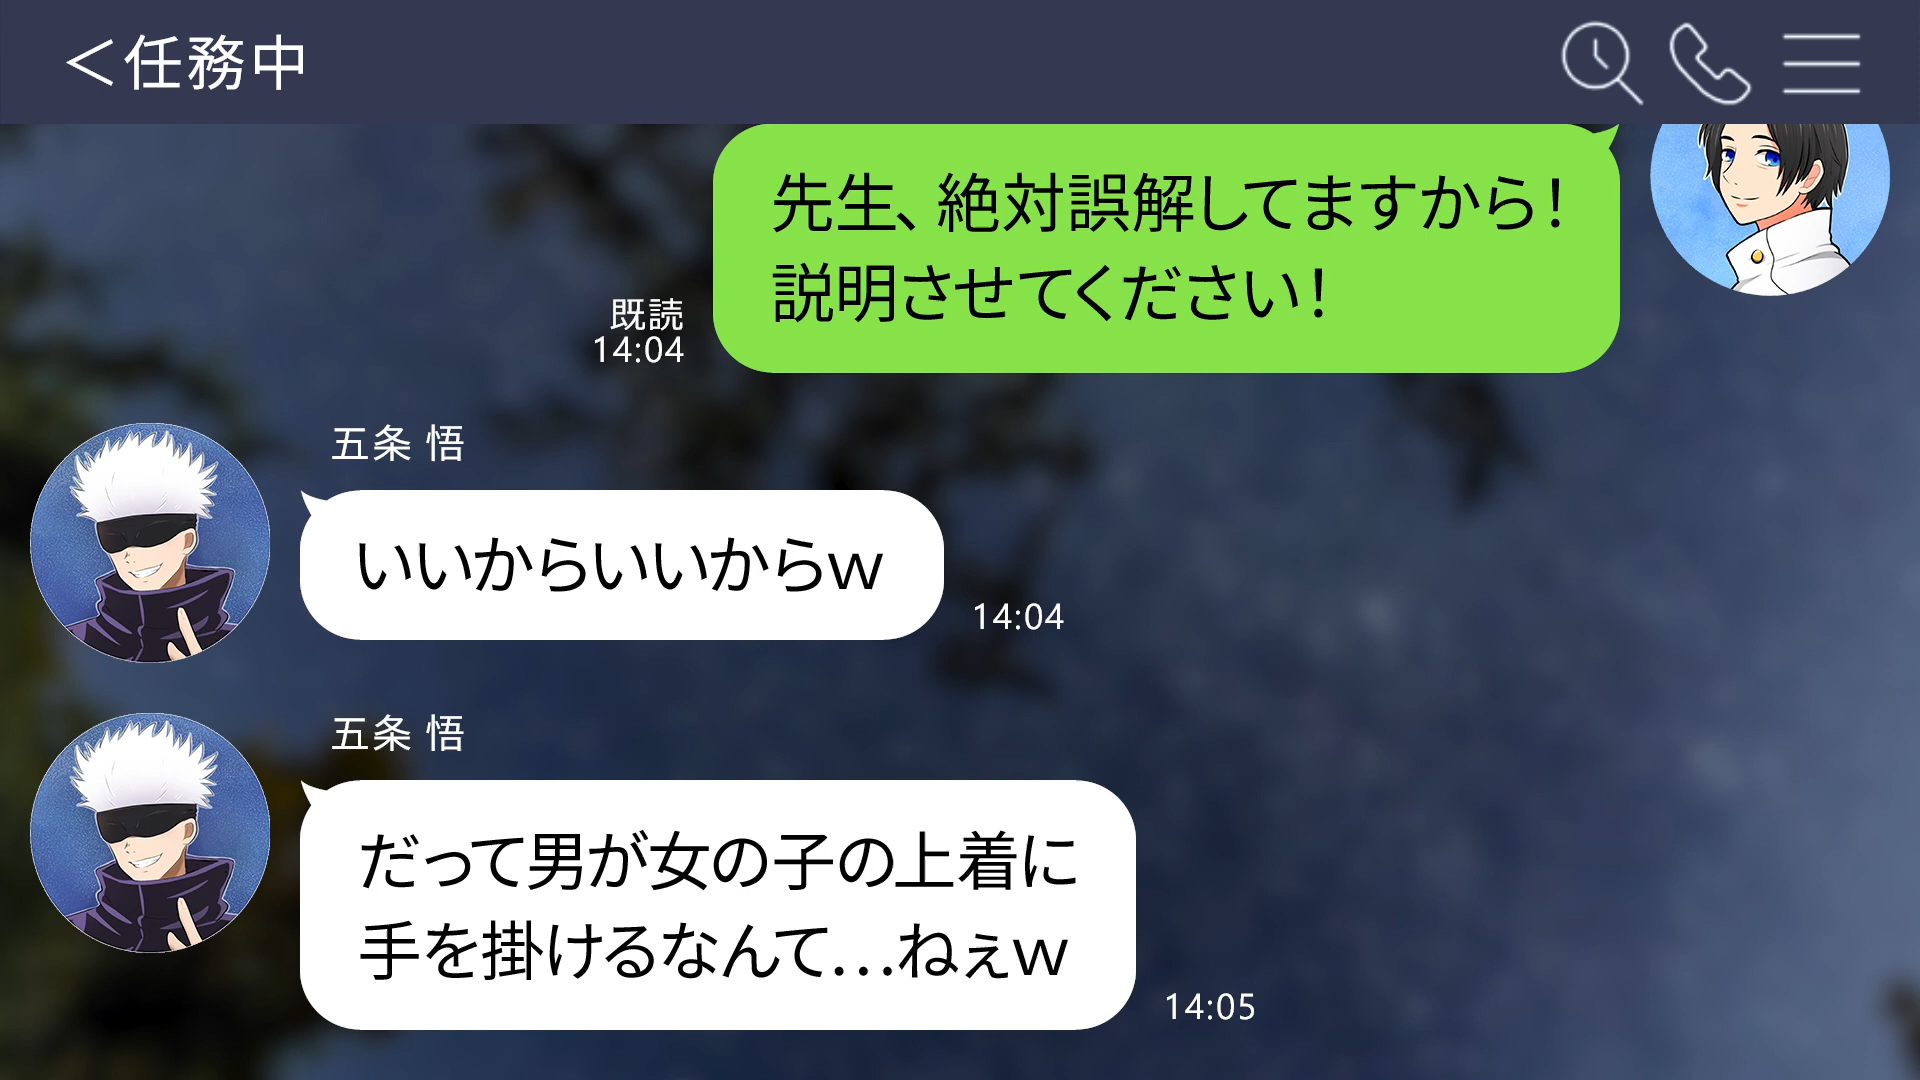 ＜任務中
先生、絶対誤解してますから！
説明させてください！
既読
14:04
五条 悟
いいからいいからｗ
14:04
五条 悟
だって男が女の子の上着に
手を掛けるなんて…ねぇｗ
14:05